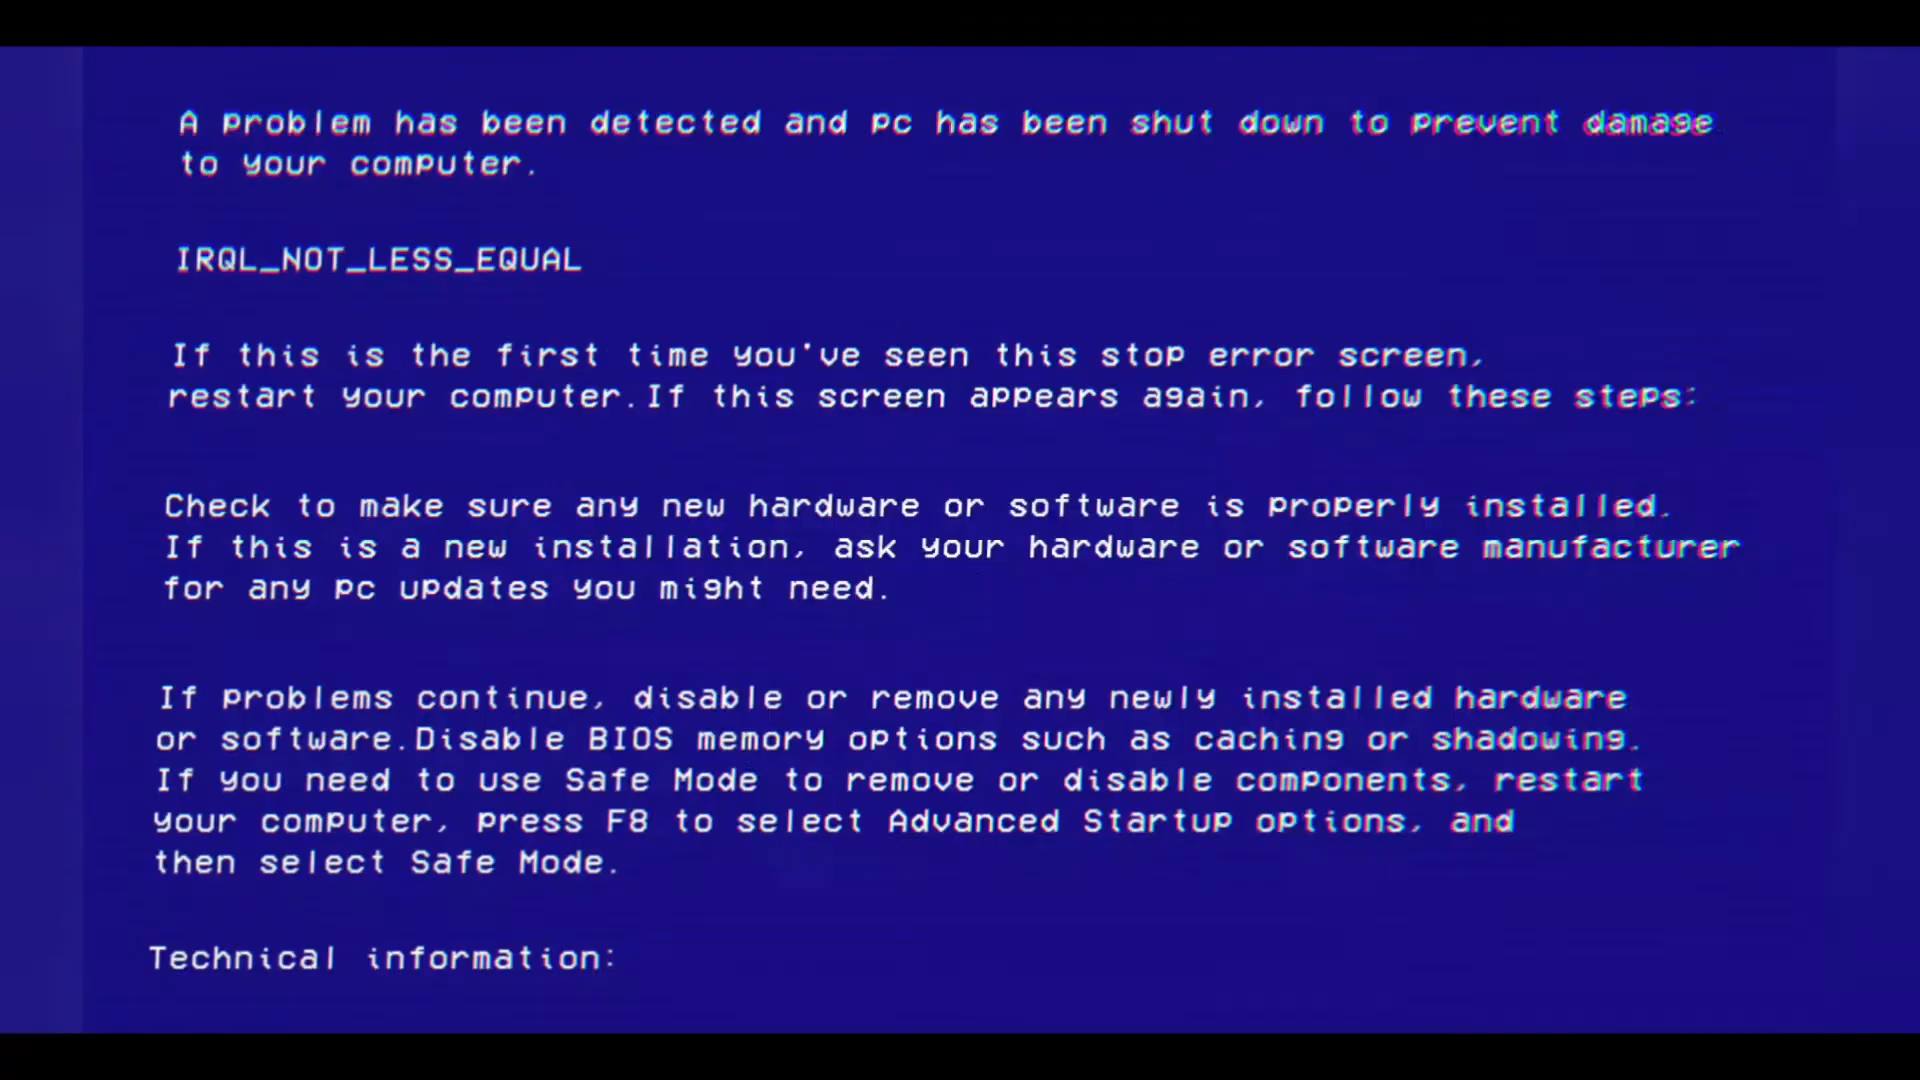 A problem has been detected and pc has been shut down to prevent damage
to your computer.
IRQL_NOT_LESS_EQUAL
If this is the first time you've seen this stop error screen,
restart your computer.If this screen appears again, follow these steps:
Check to make sure any new hardware or software is properly installed.
If this is a new installation, ask your hardware or software manufacturer
for any pc updates you might need.
If problems continue, disable or remove any newly installed hardware
or software.Disable BIOS memory options such as caching or shadowing.
If you need to use Safe Mode to remove or disable components, restart
your computer, press F8 to select Advanced Startup options, and
then select Safe Mode.
Technical information: